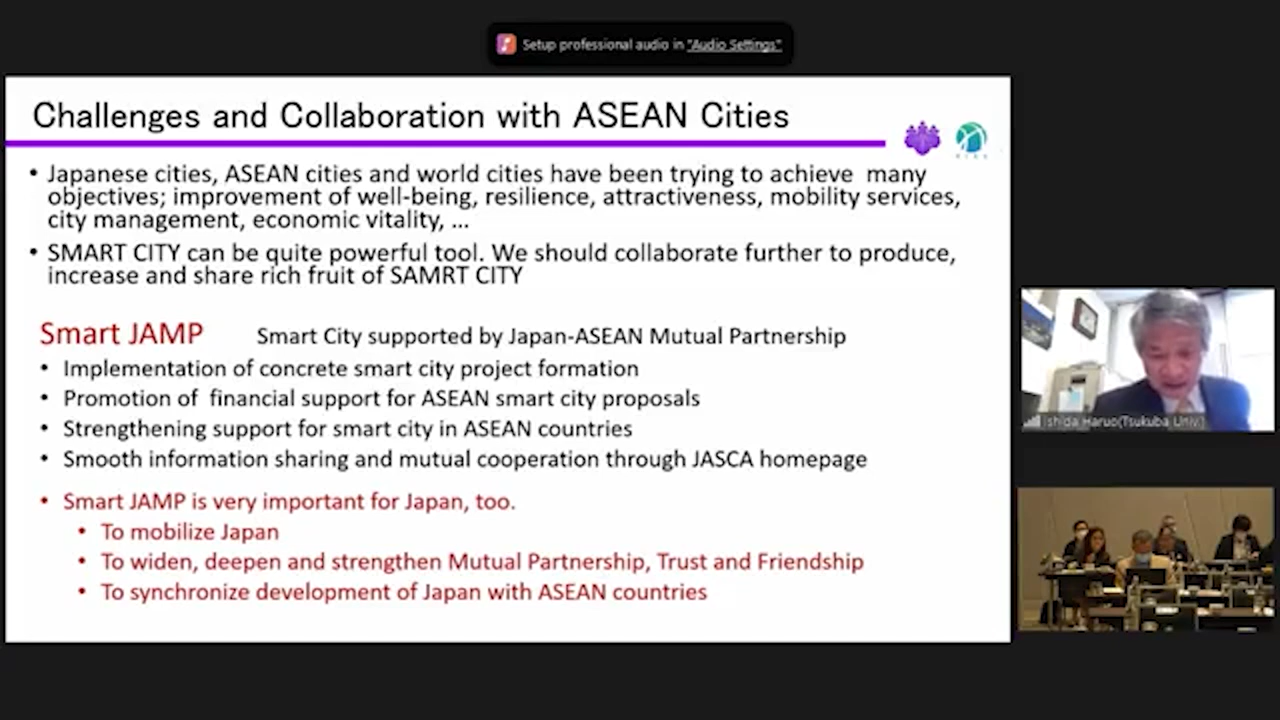 Setup professional audio in "Audio Settings"
Challenges and Collaboration with ASEAN Cities
• Japanese cities, ASEAN cities and world cities have been trying to achieve many
objectives; improvement of well-being, resilience, attractiveness, mobility services,
city management, economic vitality, ...
• SMART CITY can be quite powerful tool. We should collaborate further to produce,
increase and share rich fruit of SAMRT CITY
Smart JAMP Smart City supported by Japan-ASEAN Mutual Partnership
• Implementation of concrete smart city project formation
• Promotion of financial support for ASEAN smart city proposals
• Strengthening support for smart city in ASEAN countries
• Smooth information sharing and mutual cooperation through JASCA homepage
• Smart JAMP is very important for Japan, too.
• To mobilize Japan
• To widen, deepen and strengthen Mutual Partnership, Trust and Friendship
• To synchronize development of Japan with ASEAN countries
Ishida Haruo(Tsukuba Univ.)